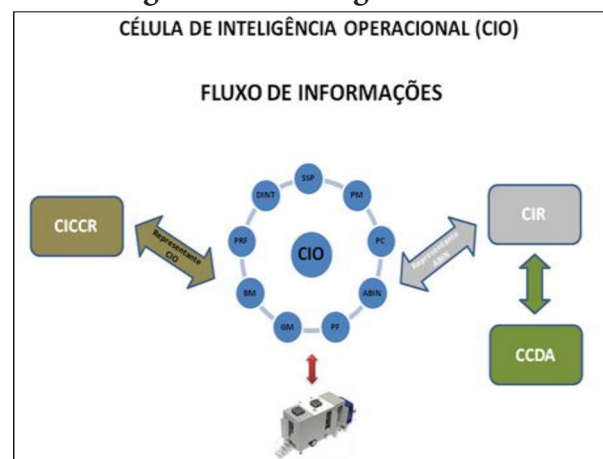 CÉLULA DE INTELIGÊNCIA OPERACIONAL (CIO)
FLUXO DE INFORMAÇÕES
SSP
DINT
PM
CICCR
Representante
CIO
PRF
CIO
PC
Representante
ABIN
CIR
BM
ABIN
GM
PF
CCDA